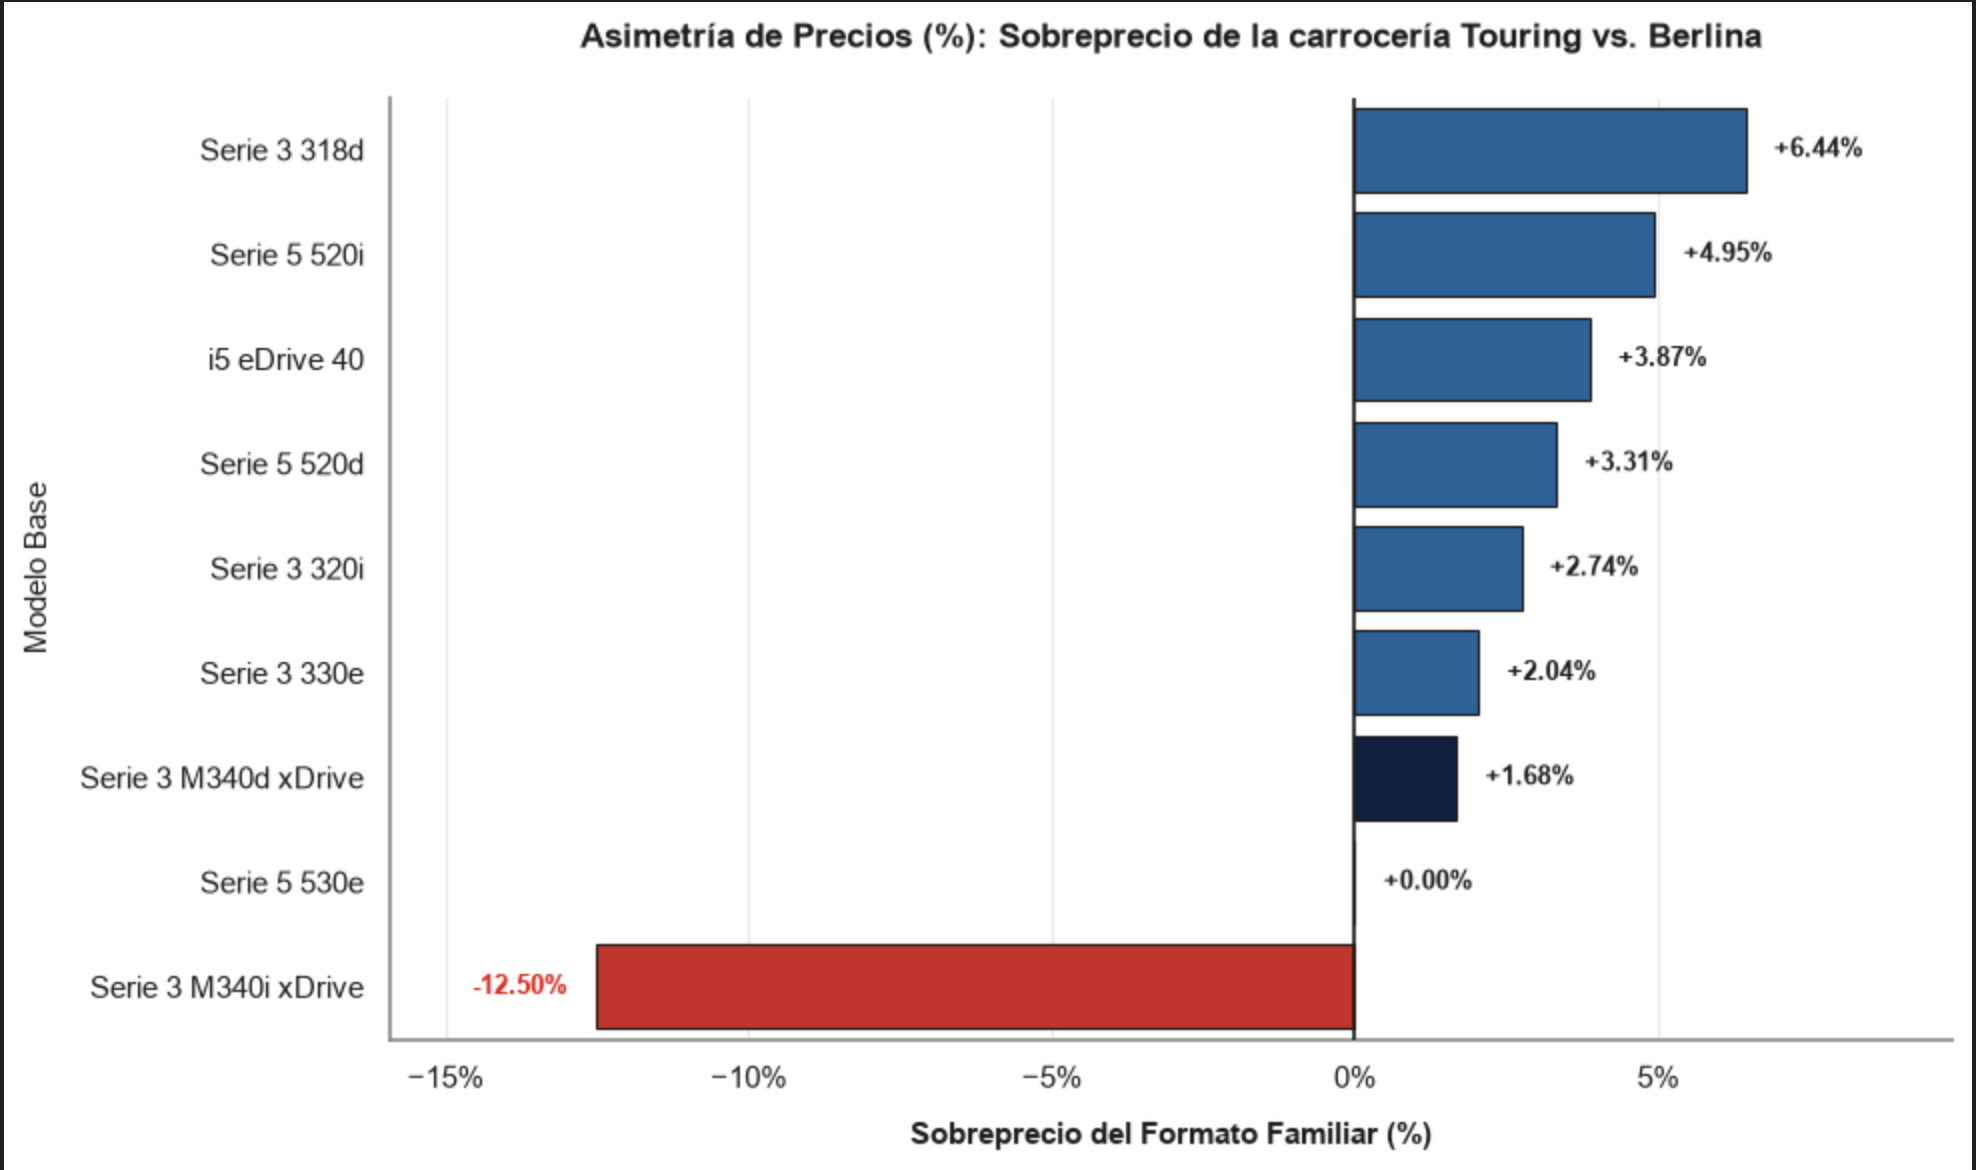 Asimetría de Precios (%): Sobreprecio de la carrocería Touring vs. Berlina
Modelo Base
Serie 3 318d
+6.44%
Serie 5 520i
+4.95%
i5 eDrive 40
+3.87%
Serie 5 520d
+3.31%
Serie 3 320i
+2.74%
Serie 3 330e
+2.04%
Serie 3 M340d xDrive
+1.68%
Serie 5 530e
+0.00%
Serie 3 M340i xDrive
-12.50%
−15%
−10%
−5%
0%
5%
Sobreprecio del Formato Familiar (%)